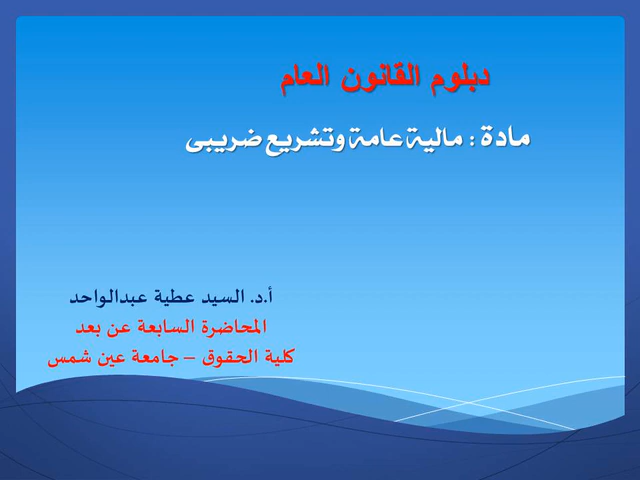 دبلوم القانون العام
مادة : مالية عامة وتشريع ضريبى
أ.د. السيد عطية عبدالواحد
المحاضرة السابعة عن بعد
كلية الحقوق – جامعة عين شمس